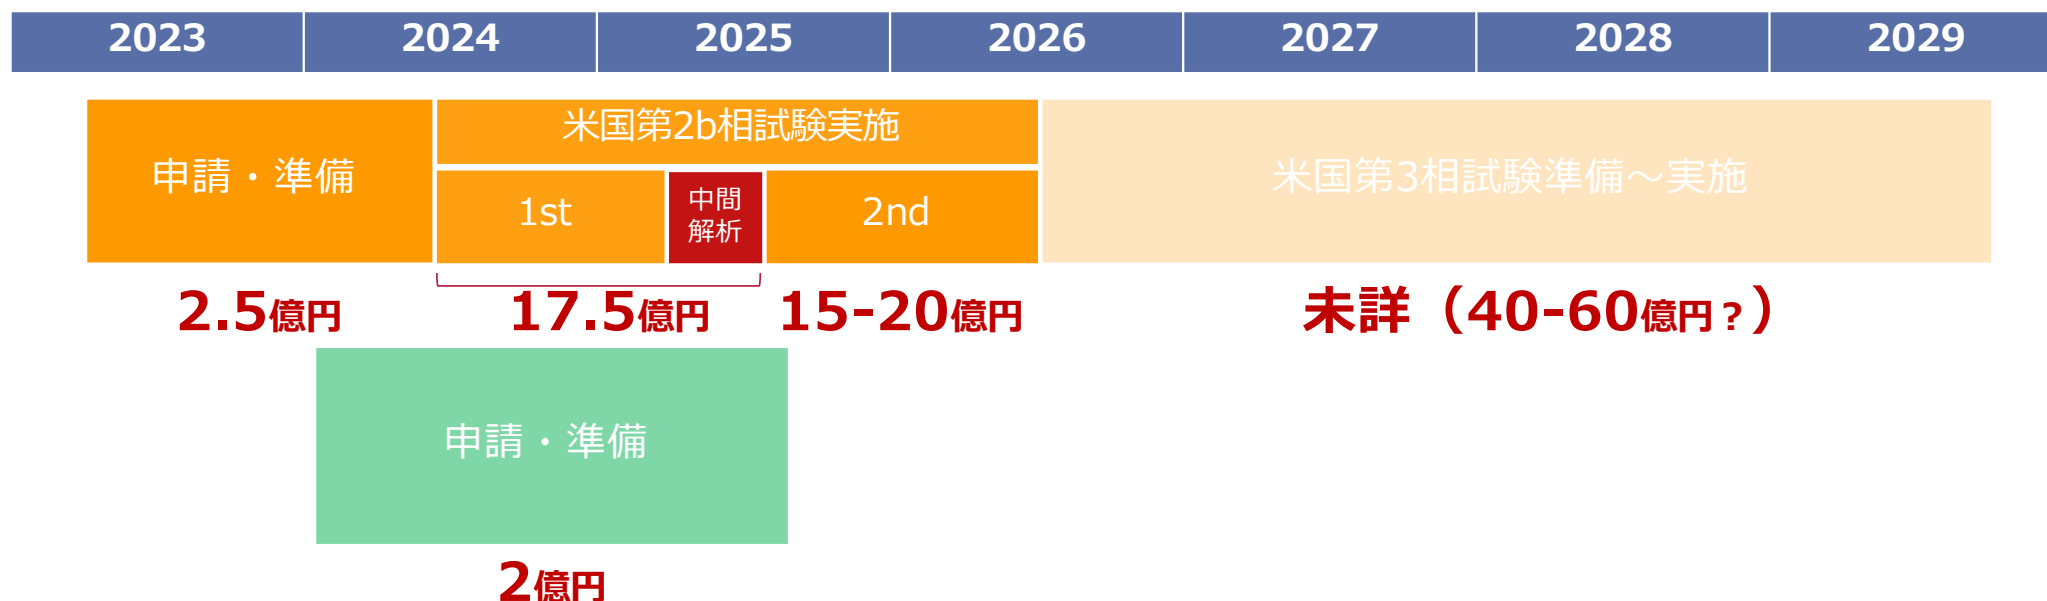 2023 2024 2025 2026 2027 2028 2029
申請・準備
米国第2b相試験実施
1st
中間
解析
2nd
米国第3相試験準備～実施
2.5億円
17.5億円
15-20億円
未詳（40-60億円？）
申請・準備
2億円